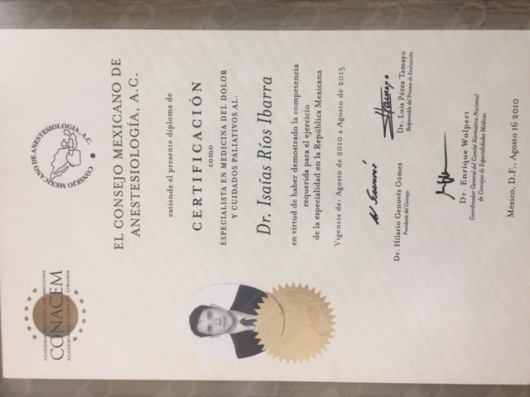 CONACEM
CONSEJO MEXICANO DE ANESTESIOLOGIA, A.C.
EL CONSEJO MEXICANO DE
ANESTESIOLOGÍA, A.C.
extiende el presente diploma de
CERTIFICACIÓN
como
ESPECIALISTA EN MEDICINA DEL DOLOR
Y CUIDADOS PALIATIVOS AL:
Dr. Isaías Ríos Ibarra
en virtud de haber demostrado la competencia
requerida para el ejercicio
de la especialidad en la República Mexicana
Vigencia de: Agosto de 2010 a Agosto de 2015
Dr. Hilario Genovés Gómez
Presidente del Consejo
Dr. Luis Pérez Tamayo
Responsable del Proceso de Evaluación
Dr. Enrique Wolpert
Coordinador General del Comité Normativo Nacional
de Consejos de Especialidades Médicas
México, D.F., Agosto 16 2010